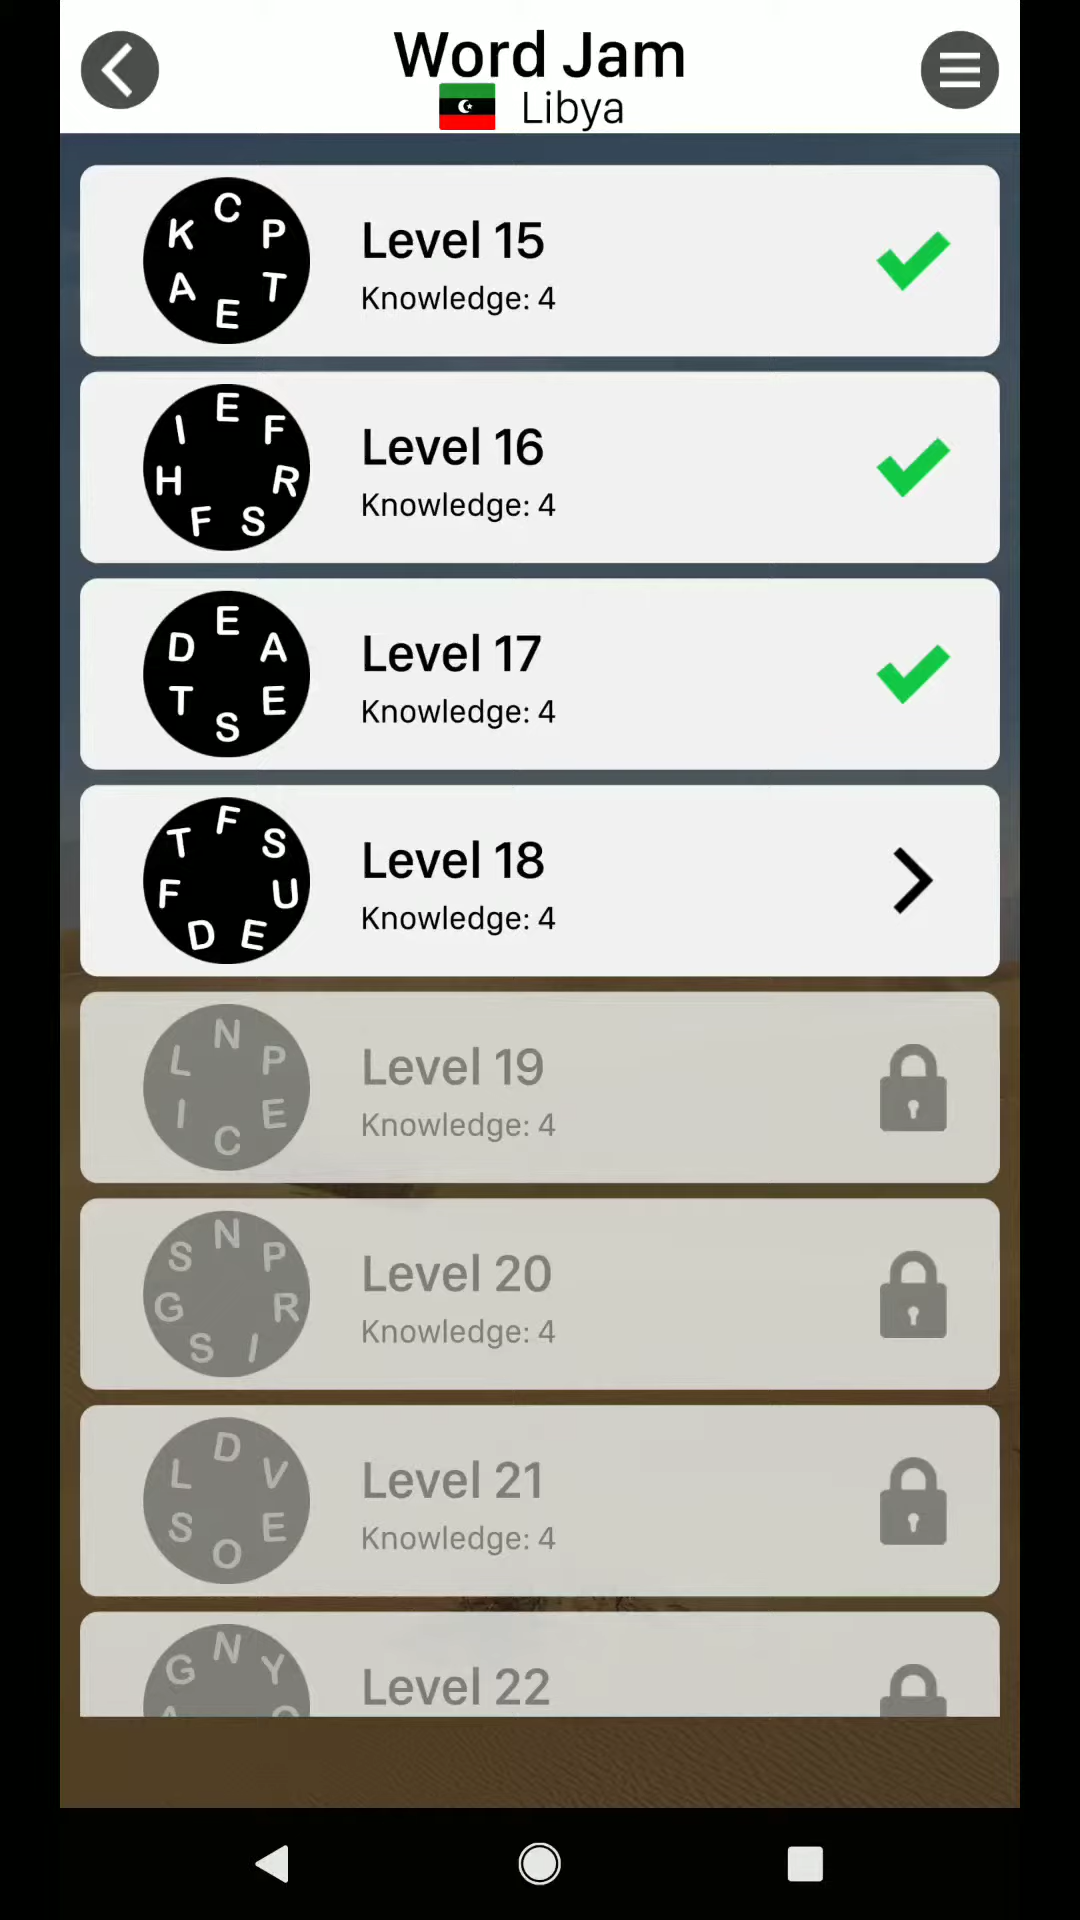 Word Jam
Libya
C
K P
A T
E
Level 15
Knowledge: 4
E
I F
H R
F S
Level 16
Knowledge: 4
E
D A
T E
S
Level 17
Knowledge: 4
F
T S
F U
D E
Level 18
Knowledge: 4
N
L P
I E
C
Level 19
Knowledge: 4
N
S P
G R
S I
Level 20
Knowledge: 4
D
L V
S E
O
Level 21
Knowledge: 4
N
G Y
Level 22